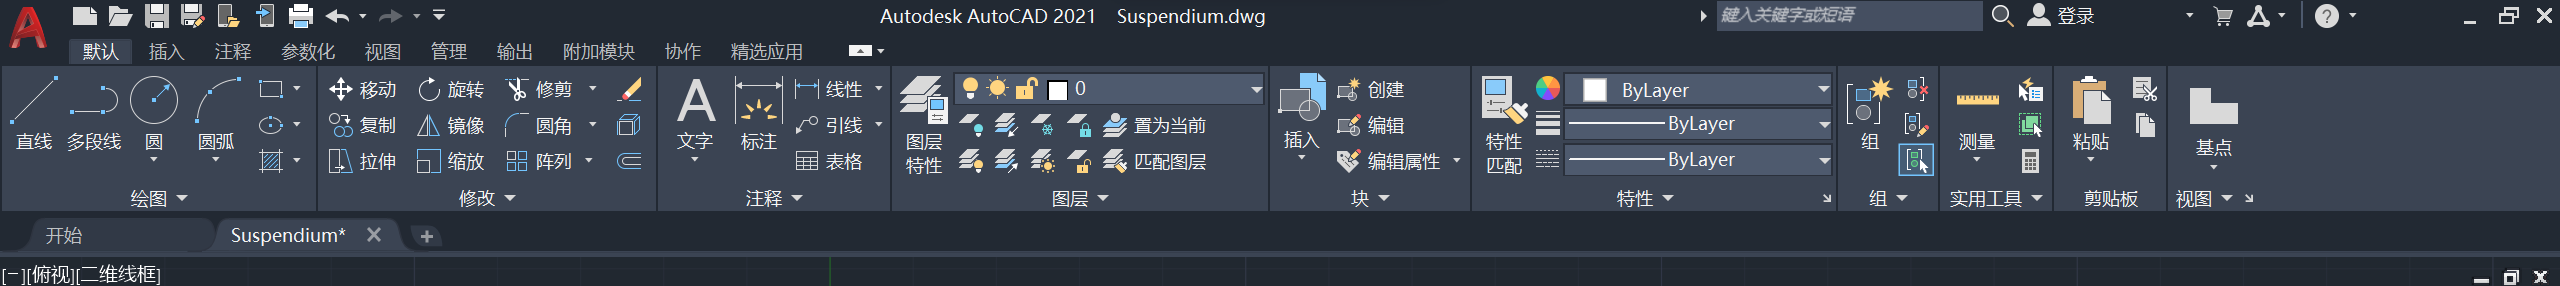 Autodesk AutoCAD 2021 Suspendium.dwg 键入关键字或短语 登录
默认 插入 注释 参数化 视图 管理 输出 附加模块 协作 精选应用
直线 多段线 圆 圆弧
绘图
移动 旋转 修剪
复制 镜像 圆角
拉伸 缩放 阵列
修改
文字 标注
线性
引线
表格
注释
图层
特性
0
置为当前
匹配图层
图层
插入
创建
编辑
编辑属性
块
特性
匹配
ByLayer
ByLayer
ByLayer
特性
组
组
测量
实用工具
粘贴
剪贴板
基点
视图
开始 Suspendium*
[−][俯视][二维线框]